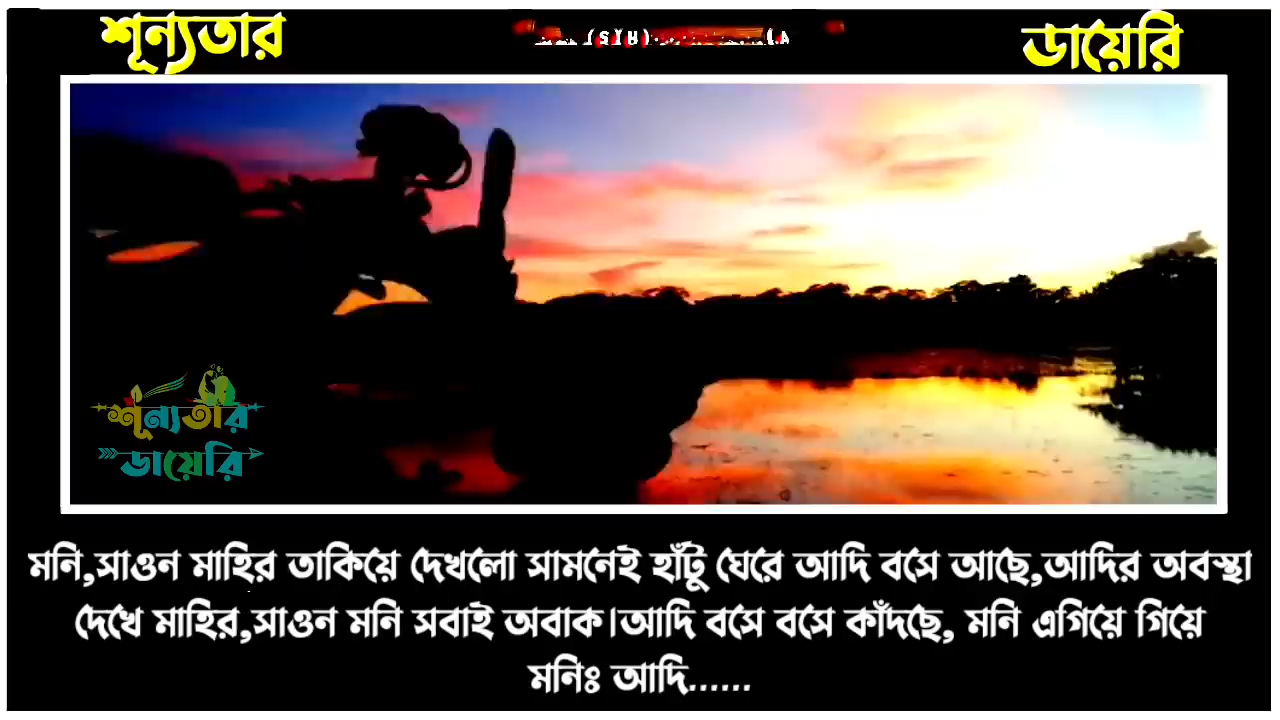 শূন্যতার
ডায়েরি
শূন্যতার
ডায়েরি
মনি,সাওন মাহির তাকিয়ে দেখলো সামনেই হাঁটু ঘেরে আদি বসে আছে,আদির অবস্থা
দেখে মাহির,সাওন মনি সবাই অবাক।আদি বসে বসে কাঁদছে, মনি এগিয়ে গিয়ে
মনিঃ আদি......